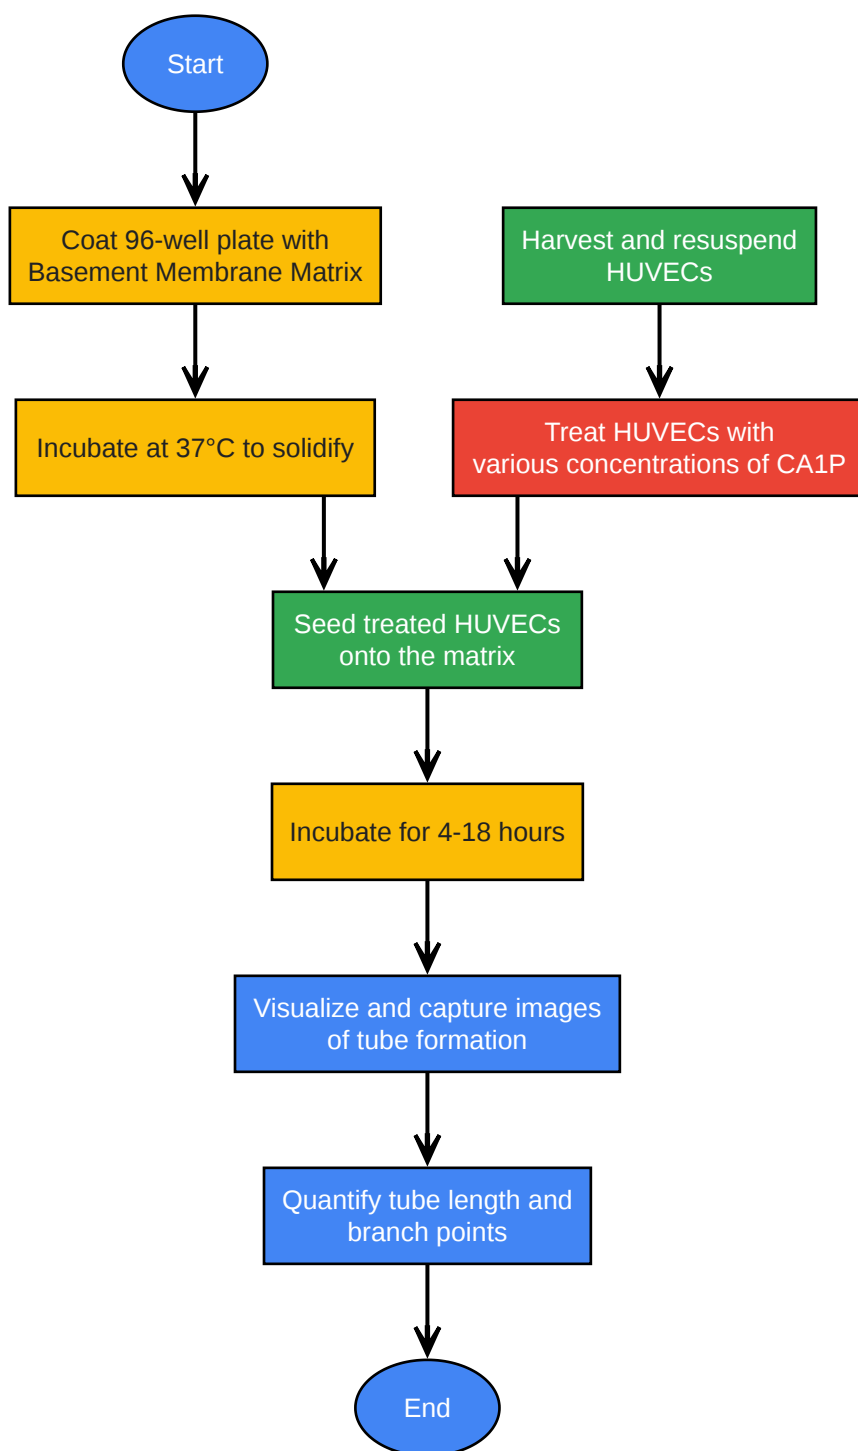 Start
Coat 96-well plate with
Basement Membrane Matrix
Harvest and resuspend
HUVECs
Incubate at 37°C to solidify
Treat HUVECs with
various concentrations of CA1P
Seed treated HUVECs
onto the matrix
Incubate for 4-18 hours
Visualize and capture images
of tube formation
Quantify tube length and
branch points
End